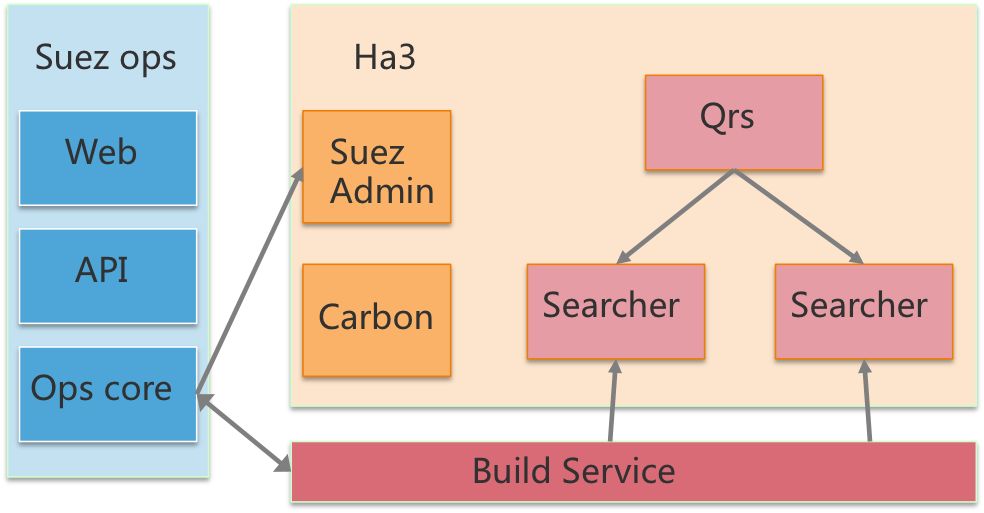 Suez ops
Web
API
Ops core
Ha3
Suez
Admin
Carbon
Qrs
Searcher
Searcher
Build Service